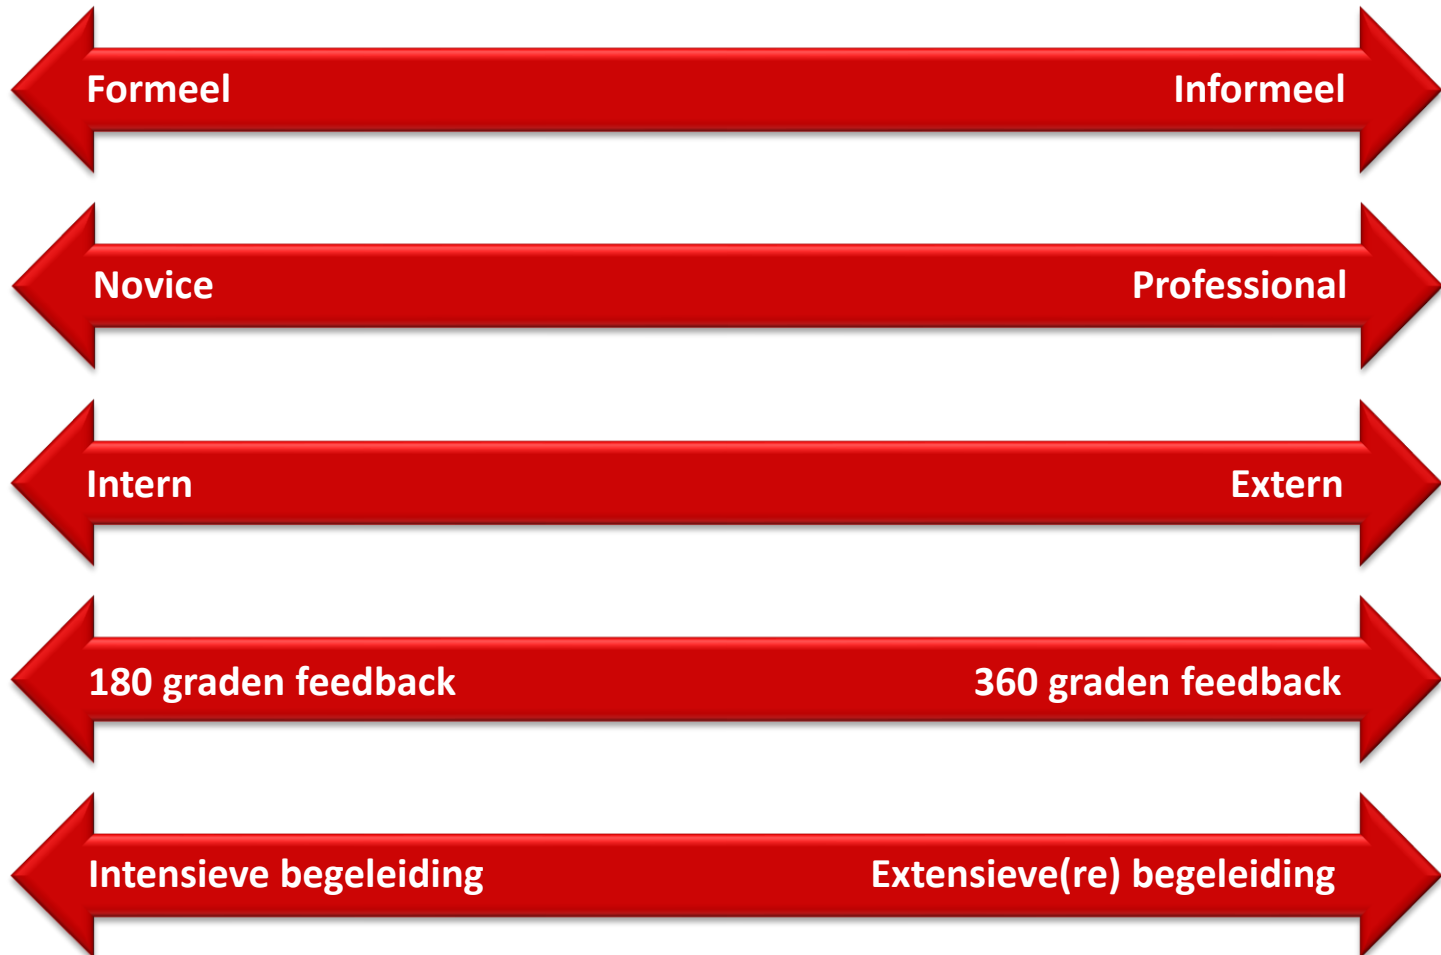 Formeel Informeel
Novice Professional
Intern Extern
180 graden feedback 360 graden feedback
Intensieve begeleiding Extensieve(re) begeleiding